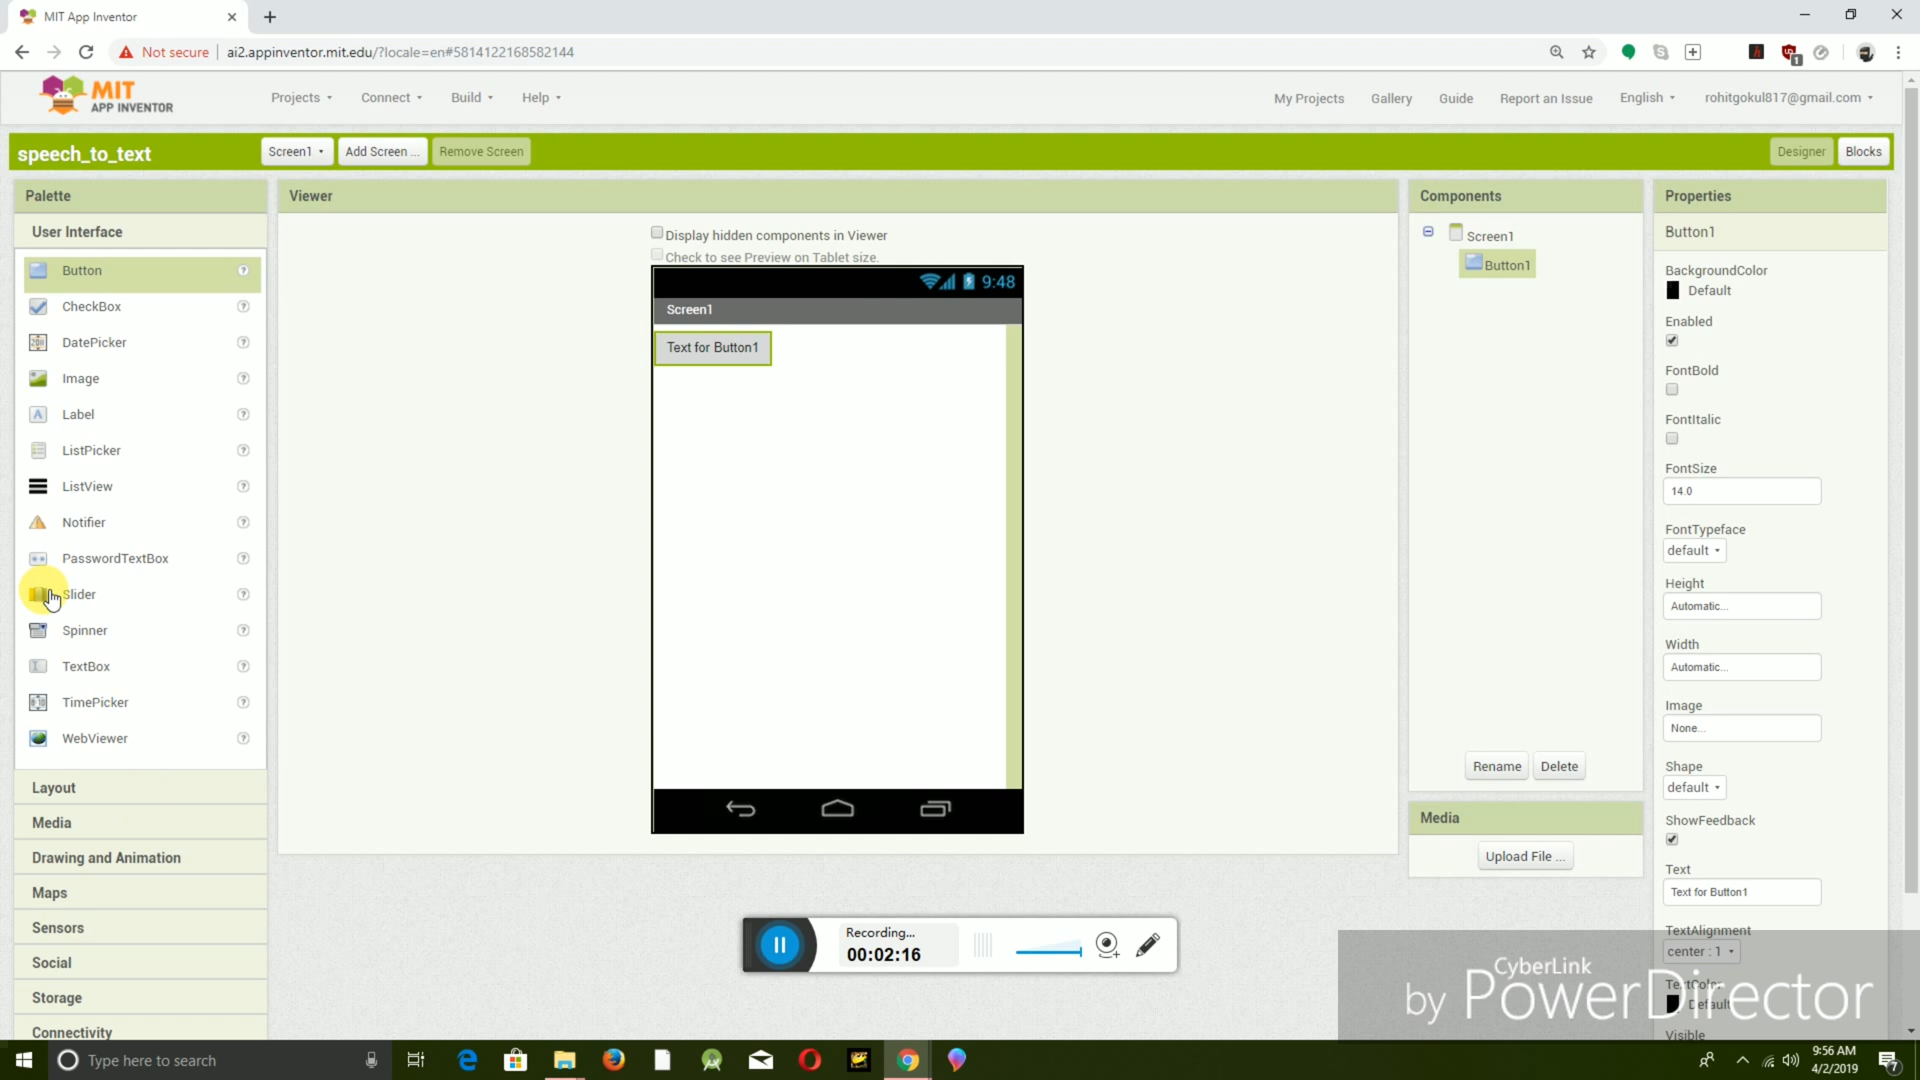 MIT App Inventor
Not secure
ai2.appinventor.mit.edu/?locale=en#5814122168582144
MIT
APP INVENTOR
Projects
Connect
Build
Help
My Projects
Gallery
Guide
Report an Issue
English
rohitgokul817@gmail.com
speech_to_text
Screen1
Add Screen ...
Remove Screen
Designer
Blocks
Palette
User Interface
Button
CheckBox
DatePicker
Image
Label
ListPicker
ListView
Notifier
PasswordTextBox
Slider
Spinner
TextBox
TimePicker
WebViewer
Layout
Media
Drawing and Animation
Maps
Sensors
Social
Storage
Connectivity
Viewer
Display hidden components in Viewer
Check to see Preview on Tablet size.
9:48
Screen1
Text for Button1
Components
Screen1
Button1
Rename
Delete
Media
Upload File ...
Properties
Button1
BackgroundColor
Default
Enabled
FontBold
FontItalic
FontSize
14.0
FontTypeface
default
Height
Automatic...
Width
Automatic...
Image
None...
Shape
default
ShowFeedback
Text
Text for Button1
TextAlignment
center : 1
TextColor
Default
Visible
Recording...
00:02:16
CyberLink
by PowerDirector
Type here to search
9:56 AM
4/2/2019
7